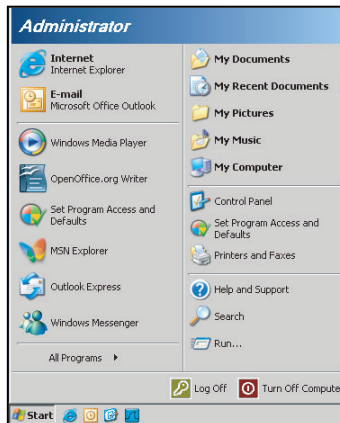 Administrator
Internet
Internet Explorer
E-mail
Microsoft Office Outlook
Windows Media Player
OpenOffice.org Writer
Set Program Access and
Defaults
MSN Explorer
Outlook Express
Windows Messenger
All Programs
My Documents
My Recent Documents
My Pictures
My Music
My Computer
Control Panel
Set Program Access and
Defaults
Printers and Faxes
Help and Support
Search
Run...
Log Off
Turn Off Compute
Start